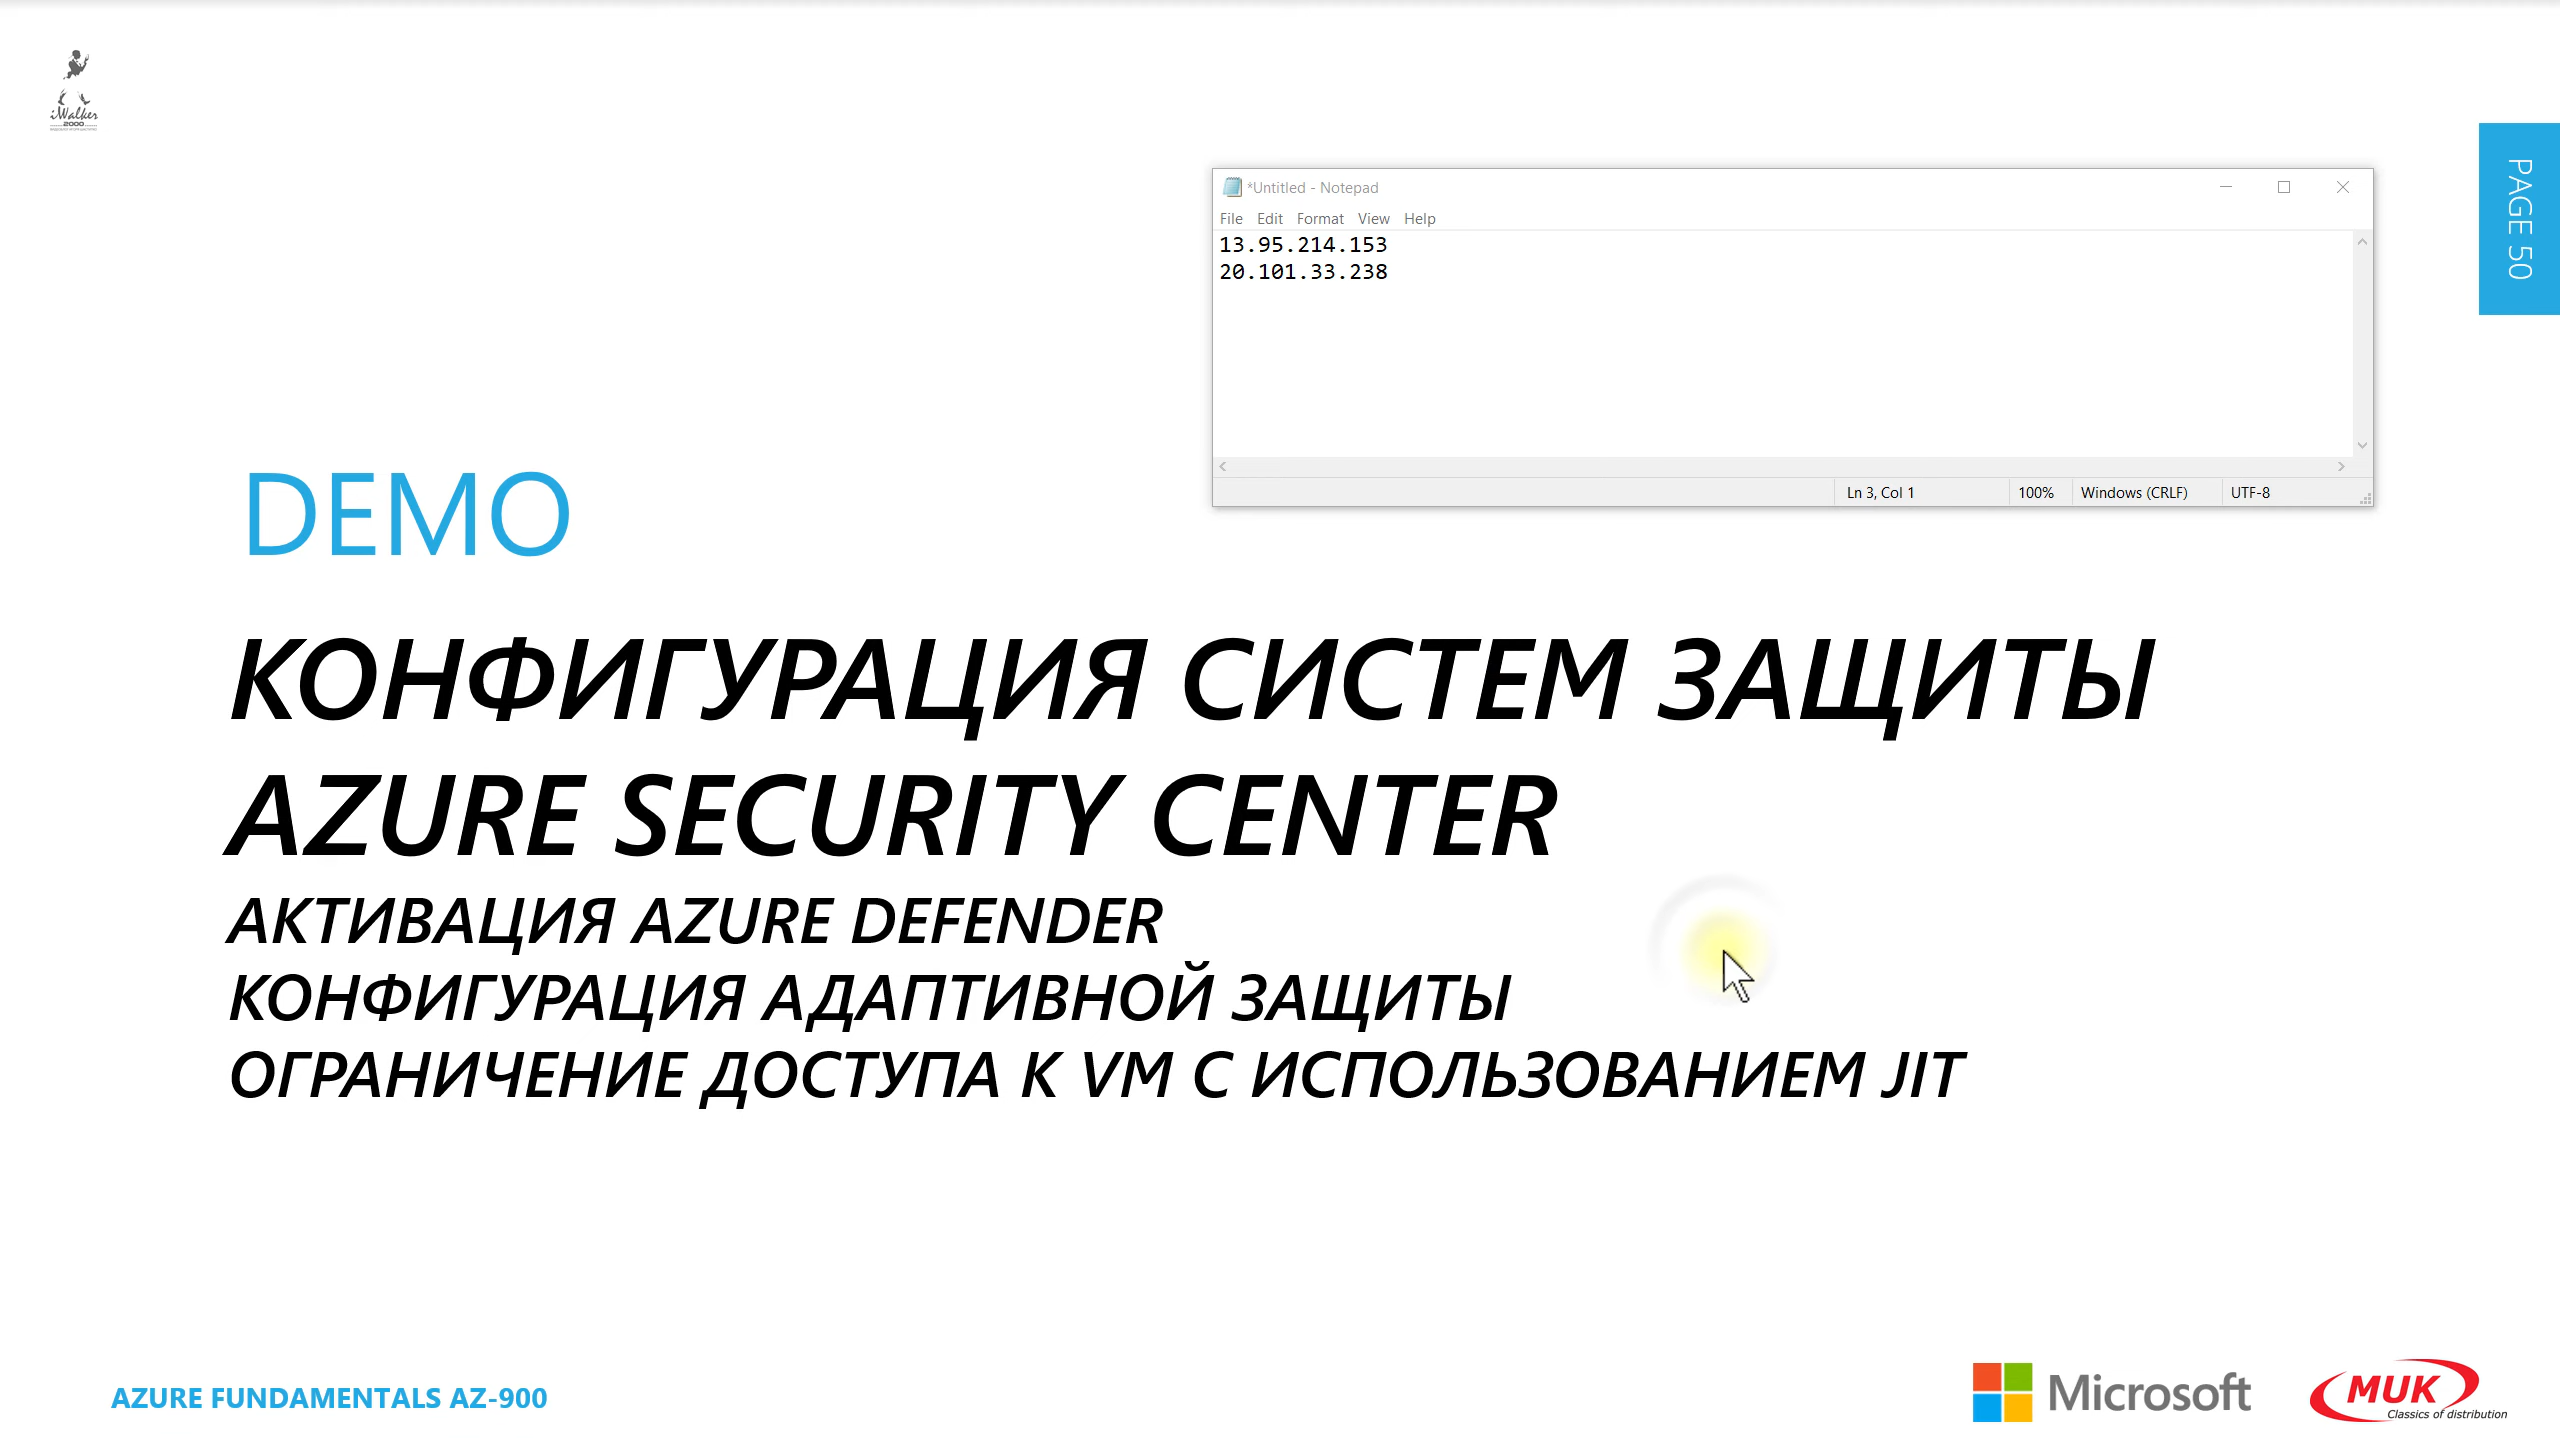 iWalker
2000
PAGE 50
*Untitled - Notepad
File Edit Format View Help
13.95.214.153
20.101.33.238
Ln 3, Col 1 100% Windows (CRLF) UTF-8
DEMO
КОНФИГУРАЦИЯ СИСТЕМ ЗАЩИТЫ
AZURE SECURITY CENTER
АКТИВАЦИЯ AZURE DEFENDER
КОНФИГУРАЦИЯ АДАПТИВНОЙ ЗАЩИТЫ
ОГРАНИЧЕНИЕ ДОСТУПА К VM С ИСПОЛЬЗОВАНИЕМ JIT
AZURE FUNDAMENTALS AZ-900
Microsoft
MUK
Classics of distribution